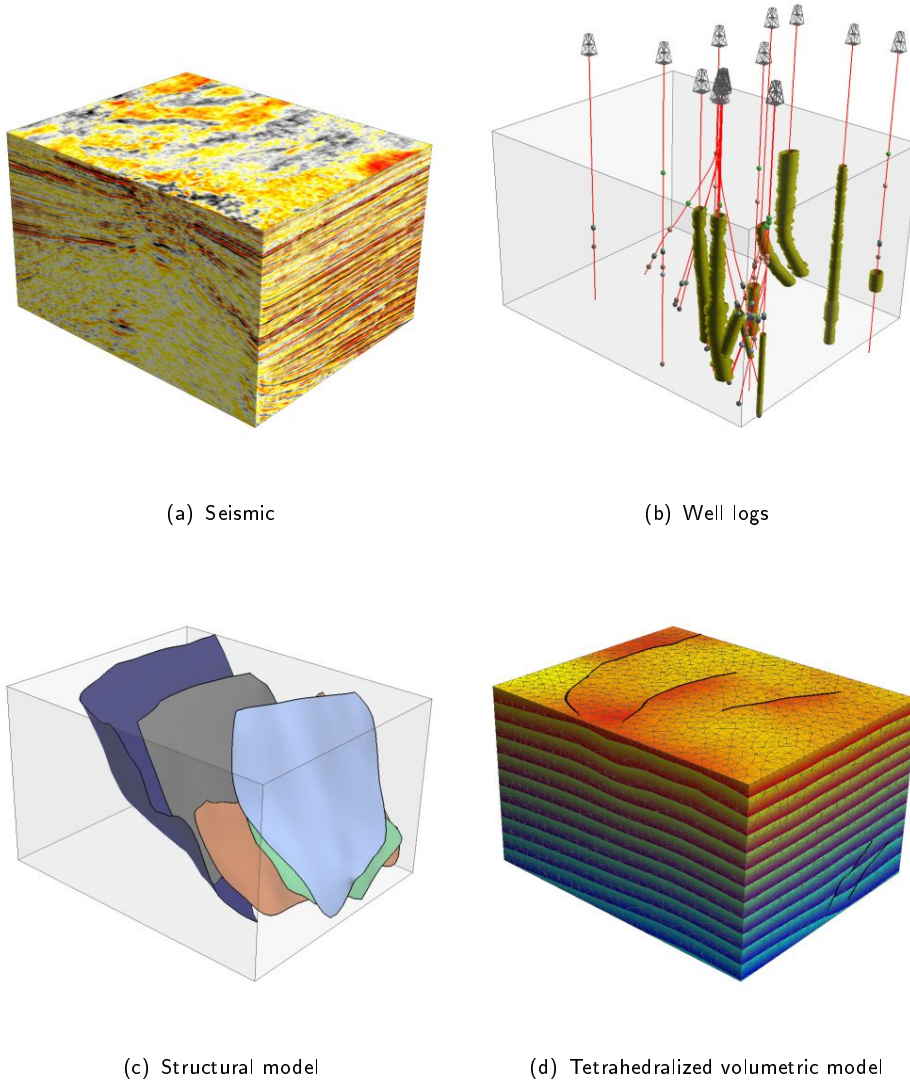 (a) Seismic
(b) Well logs
(c) Structural model
(d) Tetrahedralized volumetric model